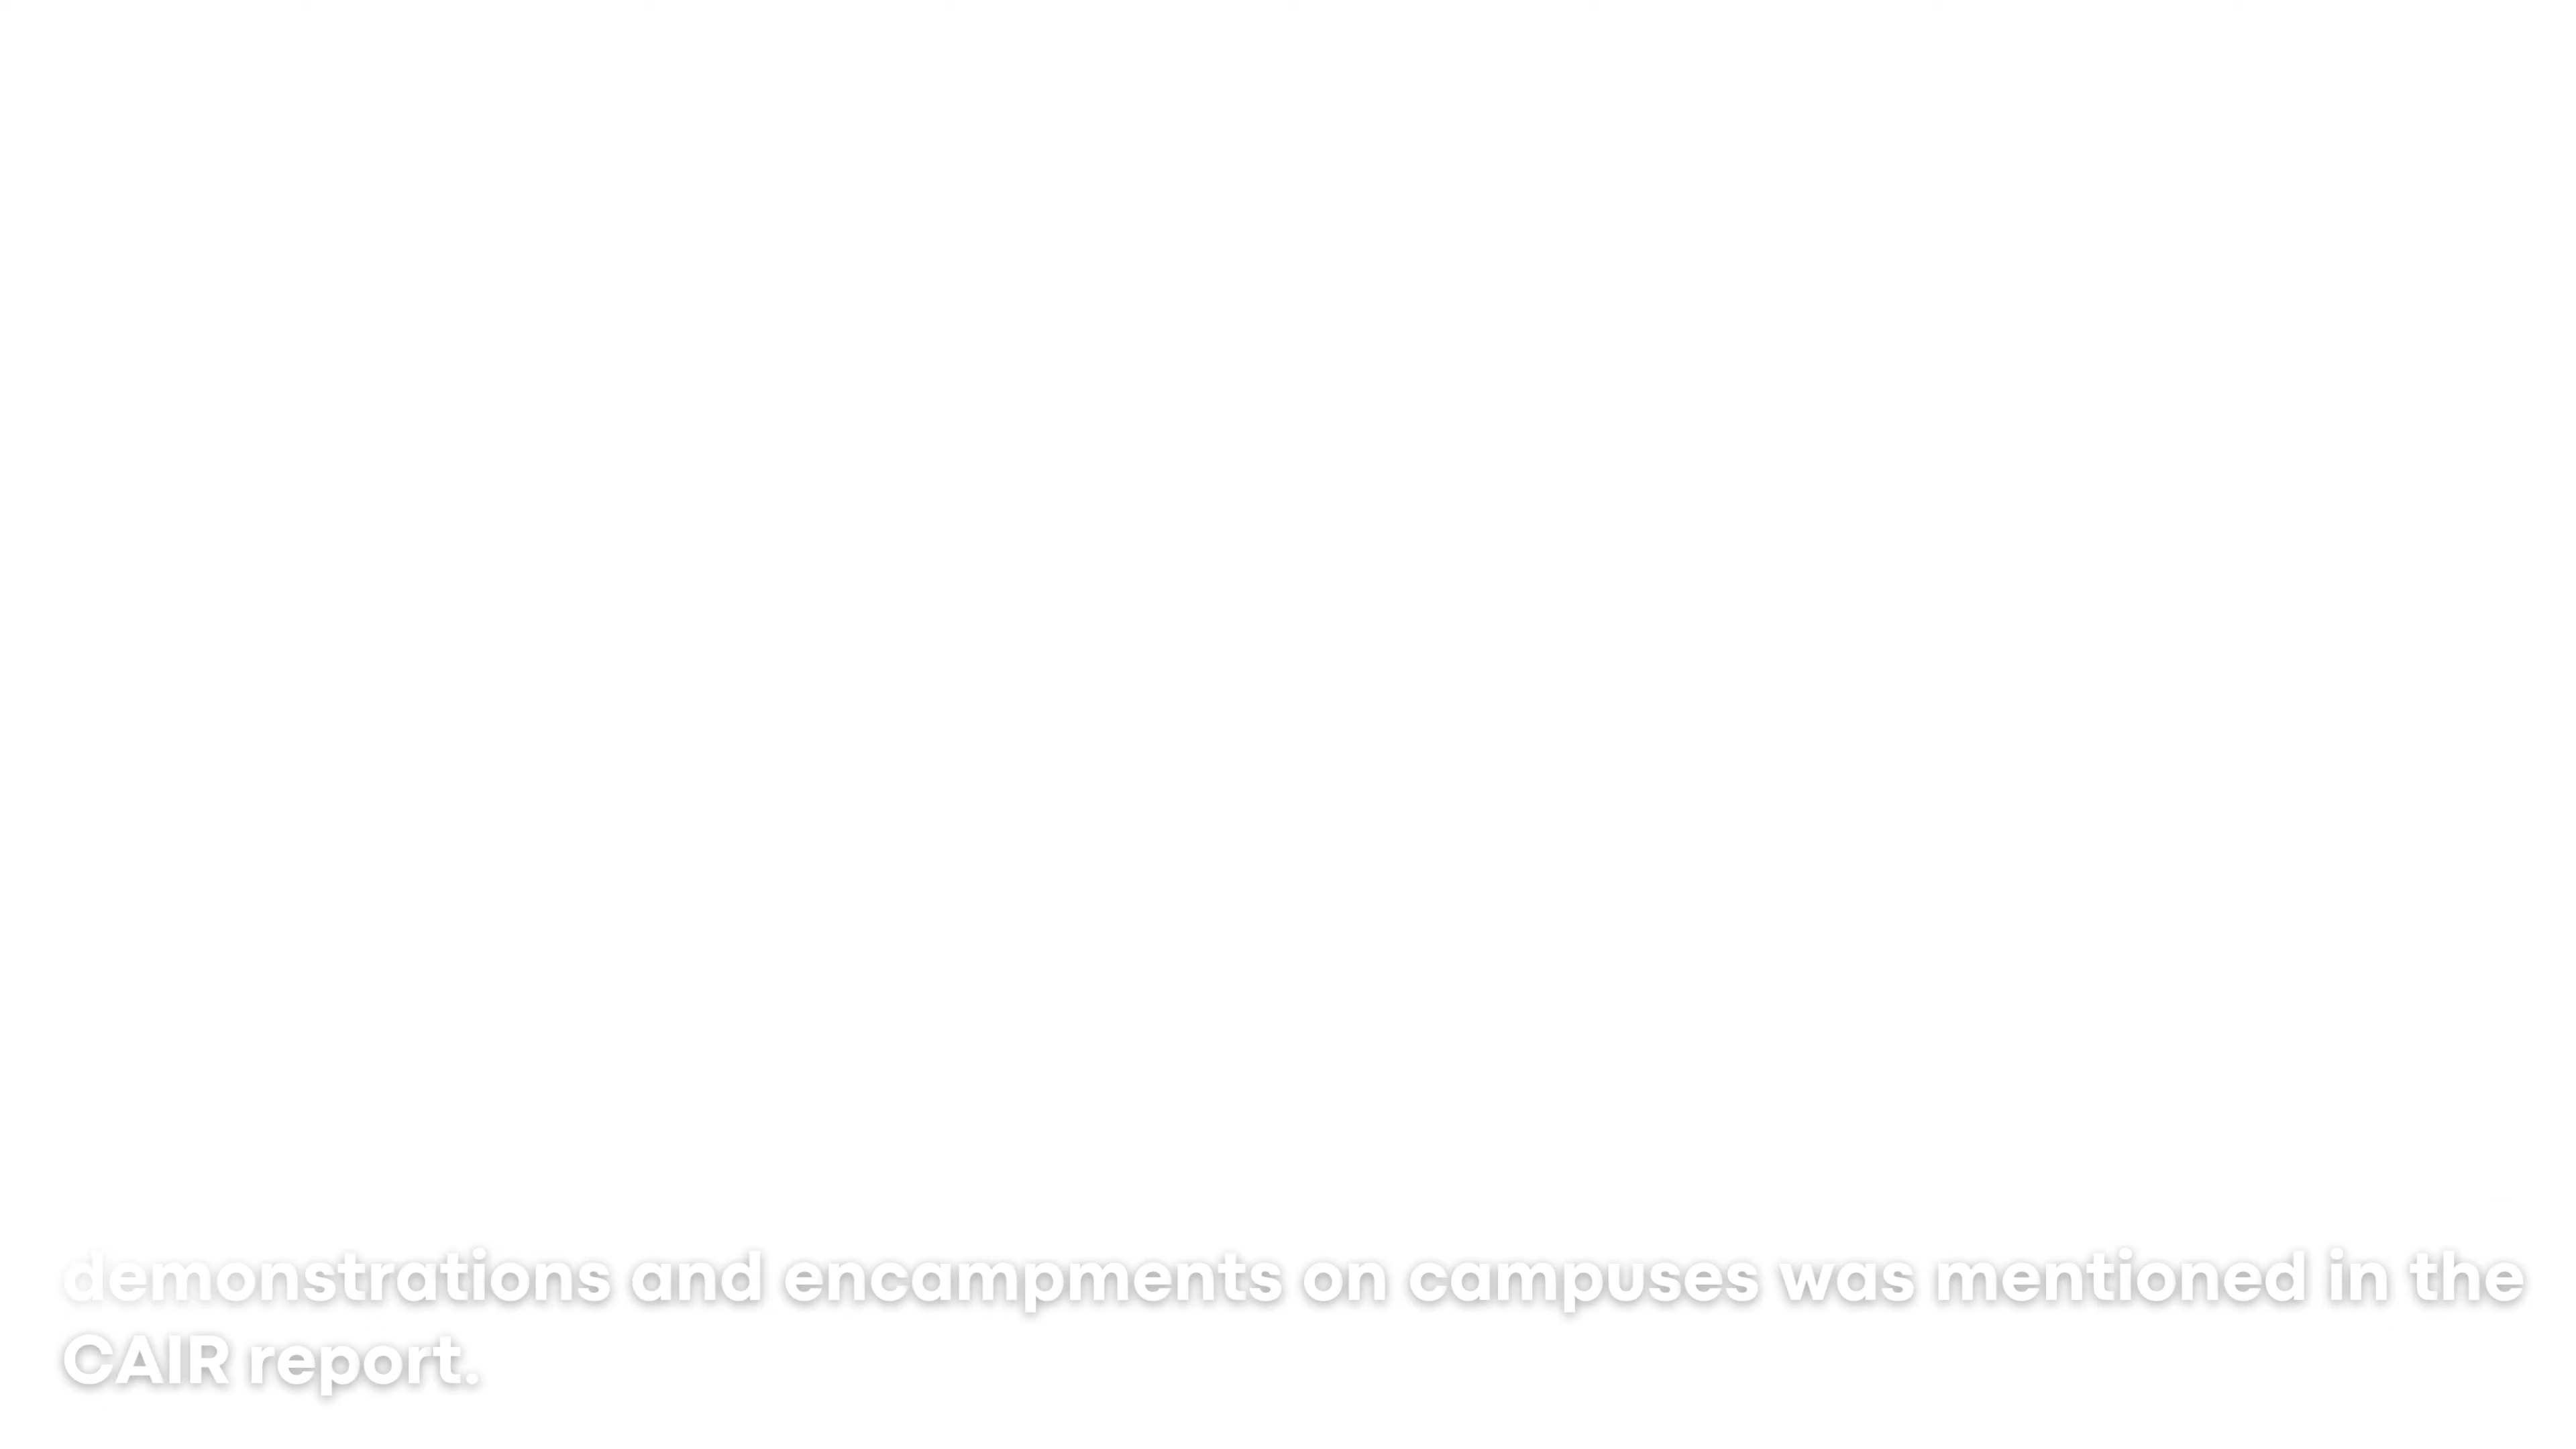 demonstrations and encampments on campuses was mentioned in the
CAIR report.